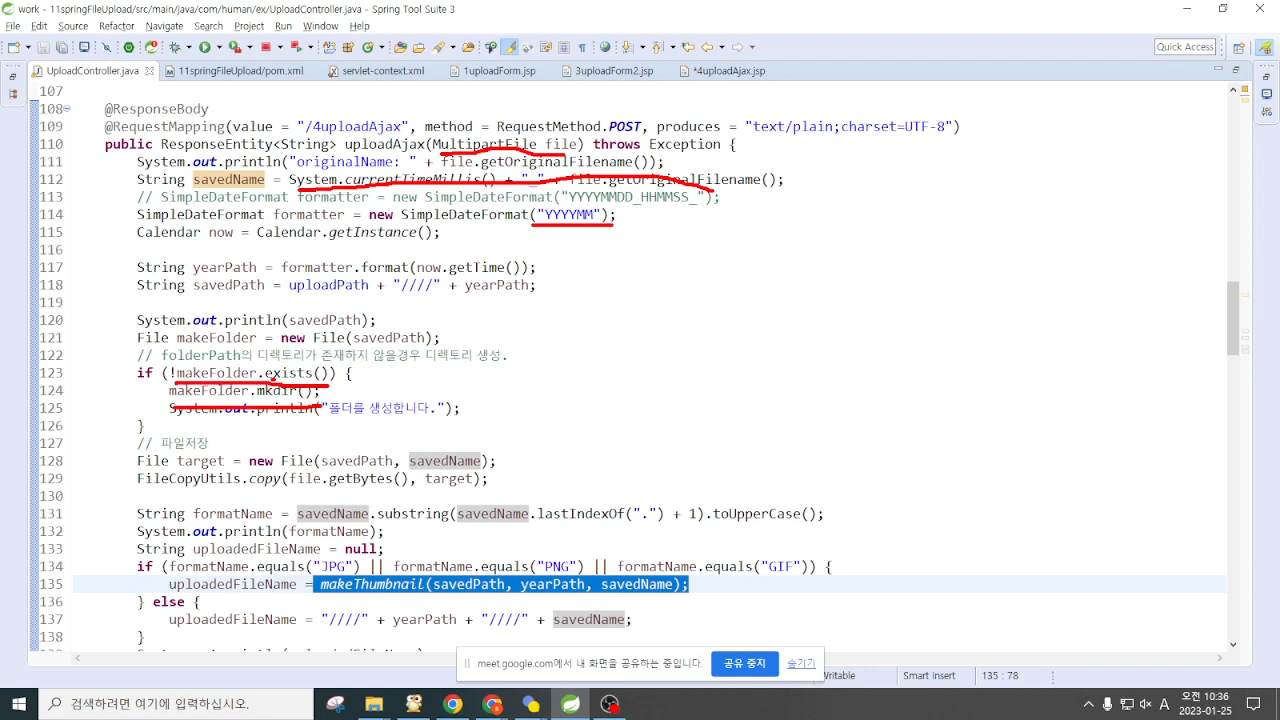 work - 11springFileUpload/src/main/java/com/human/ex/UploadController.java - Spring Tool Suite 3
File Edit Source Refactor Navigate Search Project Run Window Help
Quick Access
UploadController.java 11springFileUpload/pom.xml servlet-context.xml 1uploadForm.jsp 3uploadForm2.jsp *4uploadAjax.jsp
107
108 @ResponseBody
109 @RequestMapping(value = "/4uploadAjax", method = RequestMethod.POST, produces = "text/plain;charset=UTF-8")
110 public ResponseEntity<String> uploadAjax(MultipartFile file) throws Exception {
111 System.out.println("originalName: " + file.getOriginalFilename());
112 String savedName = System.currentTimeMillis() + "_" + file.getOriginalFilename();
113 // SimpleDateFormat formatter = new SimpleDateFormat("YYYYMMDD_HHMMSS_");
114 SimpleDateFormat formatter = new SimpleDateFormat("YYYYMM");
115 Calendar now = Calendar.getInstance();
116
117 String yearPath = formatter.format(now.getTime());
118 String savedPath = uploadPath + "////" + yearPath;
119
120 System.out.println(savedPath);
121 File makeFolder = new File(savedPath);
122 // folderPath의 디렉토리가 존재하지 않을경우 디렉토리 생성.
123 if (!makeFolder.exists()) {
124 makeFolder.mkdir();
125 System.out.println("폴더를 생성합니다.");
126 }
127 // 파일저장
128 File target = new File(savedPath, savedName);
129 FileCopyUtils.copy(file.getBytes(), target);
130
131 String formatName = savedName.substring(savedName.lastIndexOf(".") + 1).toUpperCase();
132 System.out.println(formatName);
133 String uploadedFileName = null;
134 if (formatName.equals("JPG") || formatName.equals("PNG") || formatName.equals("GIF")) {
135 uploadedFileName = makeThumbnail(savedPath, yearPath, savedName);
136 } else {
137 uploadedFileName = "////" + yearPath + "////" + savedName;
138 }
meet.google.com에서 내 화면을 공유하는 중입니다. 공유 중지 숨기기
Writable Smart Insert 135 : 78
검색하려면 여기에 입력하십시오.
A 오전 10:36
2023-01-25